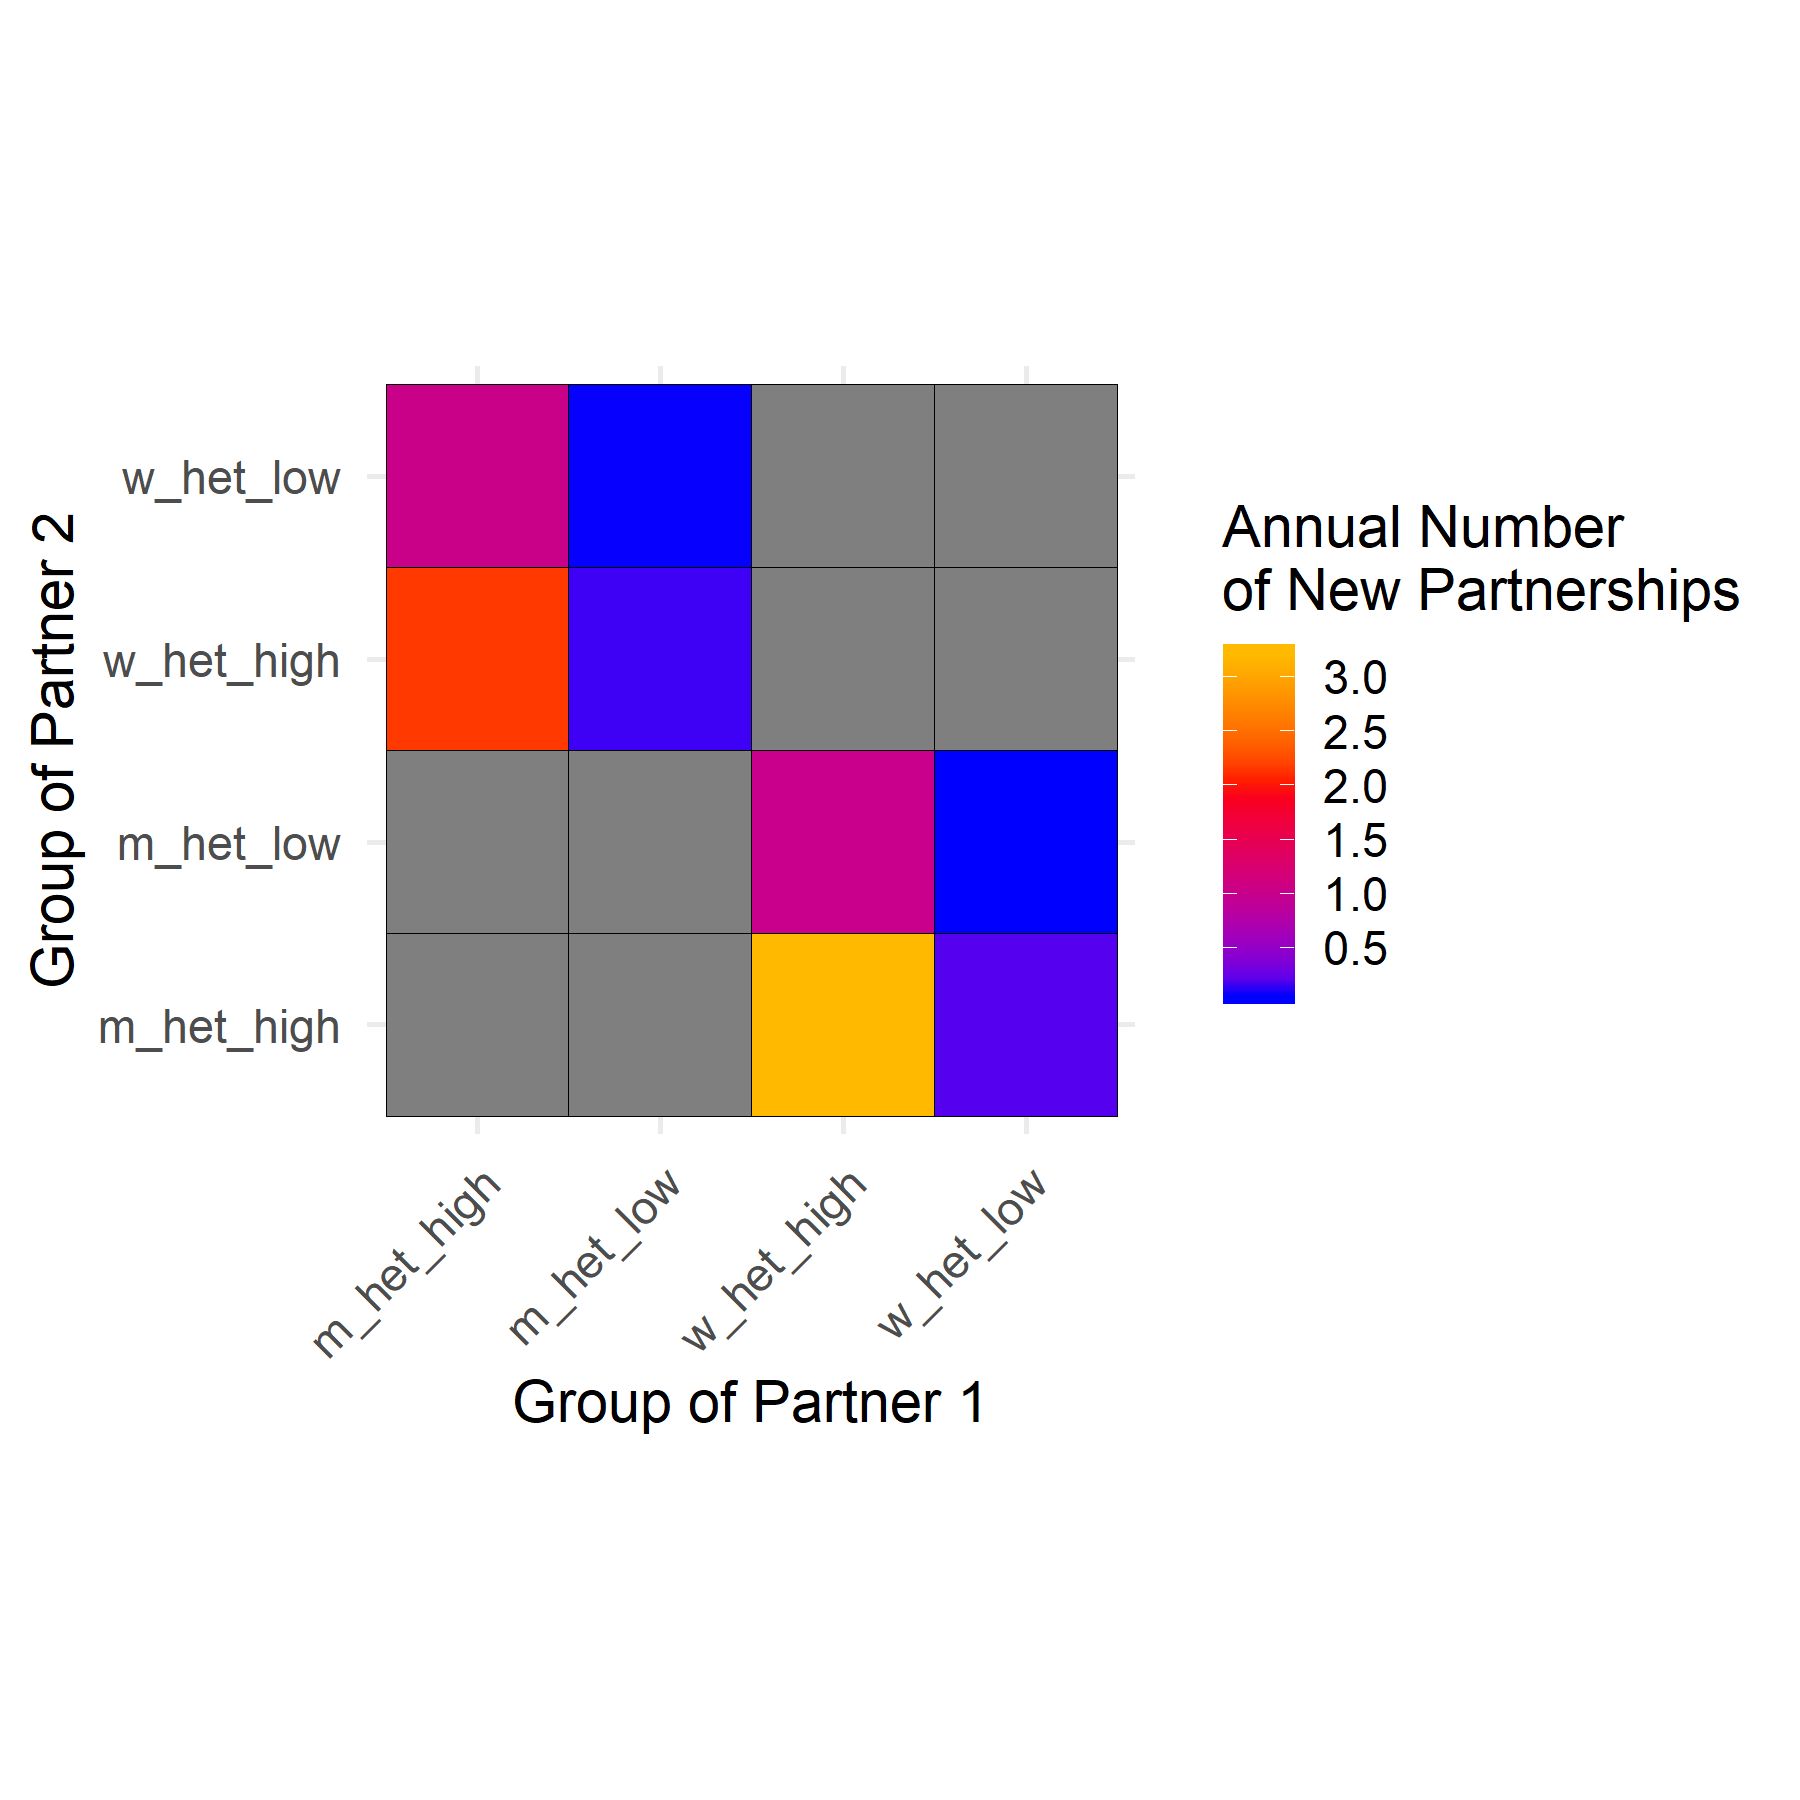 Group of Partner 2
w_het_low
w_het_high
m_het_low
m_het_high
m_het_high
m_het_low
w_het_high
w_het_low
Group of Partner 1
Annual Number
of New Partnerships
3.0
2.5
2.0
1.5
1.0
0.5